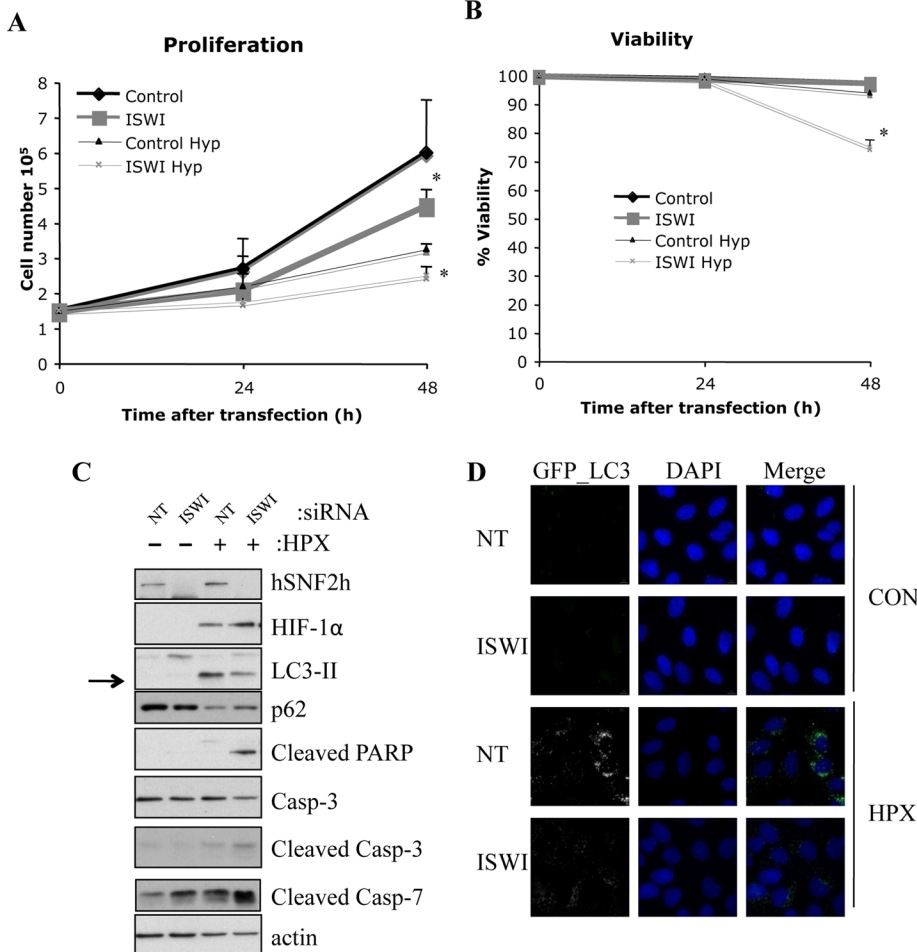 A
Proliferation
8
7
6
5
4
3
2
1
0
Cell number 10⁵
Control
ISWI
Control Hyp
ISWI Hyp
*
*
0 24 48
Time after transfection (h)
B
Viability
100
90
80
70
60
50
40
30
20
10
0
% Viability
Control
ISWI
Control Hyp
ISWI Hyp
*
0 24 48
Time after transfection (h)
C
NT ISWI NT ISWI :siRNA
− − + + :HPX
hSNF2h
HIF-1α
LC3-II
p62
Cleaved PARP
Casp-3
Cleaved Casp-3
Cleaved Casp-7
actin
D
GFP_LC3 DAPI Merge
NT
ISWI
CON
NT
ISWI
HPX